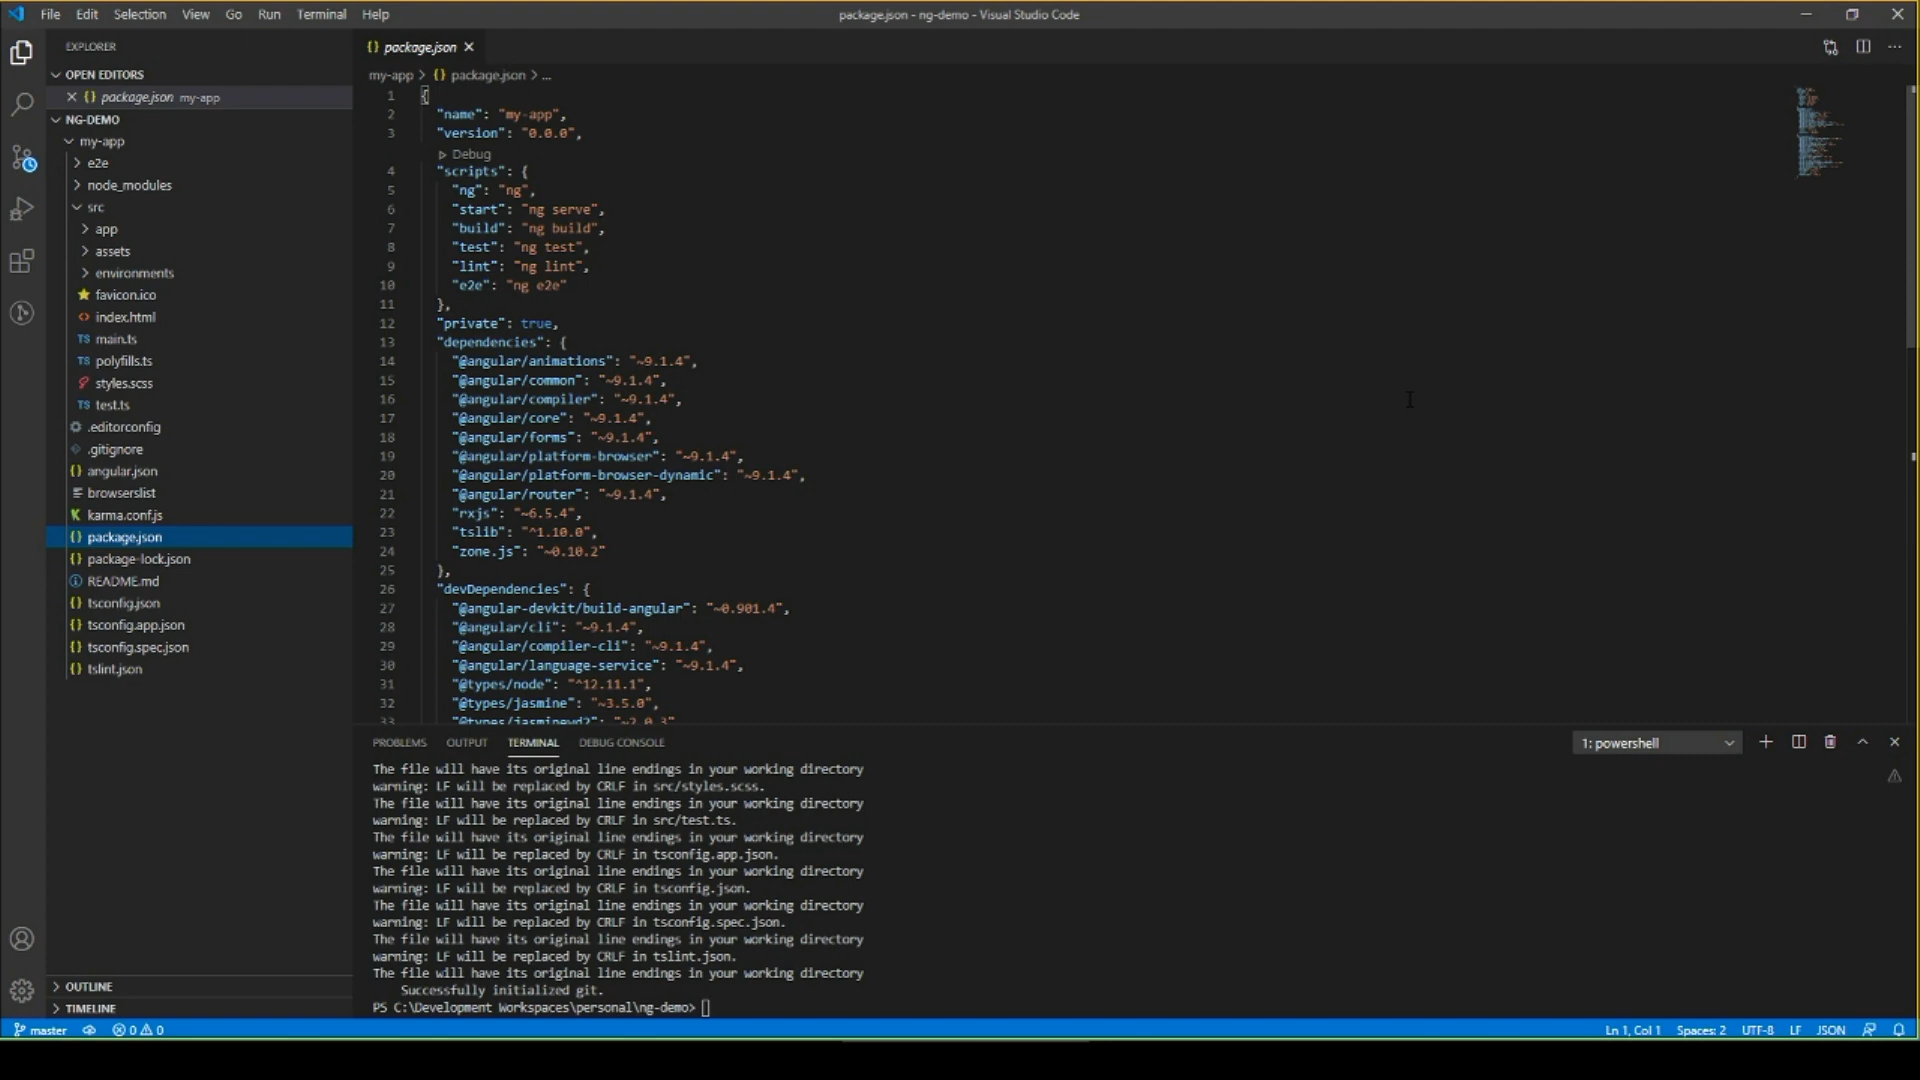 File Edit Selection View Go Run Terminal Help
package.json - ng-demo - Visual Studio Code
EXPLORER
OPEN EDITORS
package.json my-app
NG-DEMO
my-app
e2e
node_modules
src
app
assets
environments
favicon.ico
index.html
TS main.ts
TS polyfills.ts
styles.scss
TS test.ts
.editorconfig
.gitignore
{} angular.json
browserslist
karma.conf.js
{} package.json
{} package-lock.json
README.md
{} tsconfig.json
{} tsconfig.app.json
{} tsconfig.spec.json
{} tslint.json
OUTLINE
TIMELINE
{} package.json
my-app > {} package.json > ...
1 {
2 "name": "my-app",
3 "version": "0.0.0",
Debug
4 "scripts": {
5 "ng": "ng",
6 "start": "ng serve",
7 "build": "ng build",
8 "test": "ng test",
9 "lint": "ng lint",
10 "e2e": "ng e2e"
11 },
12 "private": true,
13 "dependencies": {
14 "@angular/animations": "~9.1.4",
15 "@angular/common": "~9.1.4",
16 "@angular/compiler": "~9.1.4",
17 "@angular/core": "~9.1.4",
18 "@angular/forms": "~9.1.4",
19 "@angular/platform-browser": "~9.1.4",
20 "@angular/platform-browser-dynamic": "~9.1.4",
21 "@angular/router": "~9.1.4",
22 "rxjs": "~6.5.4",
23 "tslib": "^1.10.0",
24 "zone.js": "~0.10.2"
25 },
26 "devDependencies": {
27 "@angular-devkit/build-angular": "~0.901.4",
28 "@angular/cli": "~9.1.4",
29 "@angular/compiler-cli": "~9.1.4",
30 "@angular/language-service": "~9.1.4",
31 "@types/node": "^12.11.1",
32 "@types/jasmine": "~3.5.0",
33 "@types/jasminewd2": "~2.0.3"
PROBLEMS OUTPUT TERMINAL DEBUG CONSOLE
1: powershell
The file will have its original line endings in your working directory
warning: LF will be replaced by CRLF in src/styles.scss.
The file will have its original line endings in your working directory
warning: LF will be replaced by CRLF in src/test.ts.
The file will have its original line endings in your working directory
warning: LF will be replaced by CRLF in tsconfig.app.json.
The file will have its original line endings in your working directory
warning: LF will be replaced by CRLF in tsconfig.json.
The file will have its original line endings in your working directory
warning: LF will be replaced by CRLF in tsconfig.spec.json.
The file will have its original line endings in your working directory
warning: LF will be replaced by CRLF in tslint.json.
The file will have its original line endings in your working directory
Successfully initialized git.
PS C:\Development Workspaces\personal\ng-demo>
master 0 0 Ln 1, Col 1 Spaces: 2 UTF-8 LF JSON